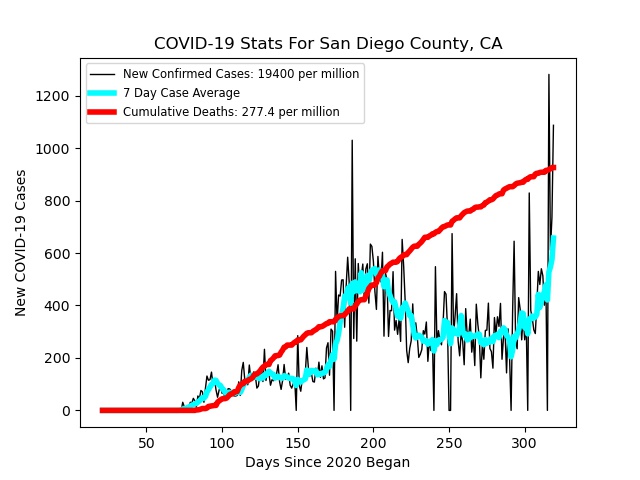 COVID-19 Stats For San Diego County, CA
New Confirmed Cases: 19400 per million
7 Day Case Average
Cumulative Deaths: 277.4 per million
New COVID-19 Cases
1200
1000
800
600
400
200
0
50 100 150 200 250 300
Days Since 2020 Began